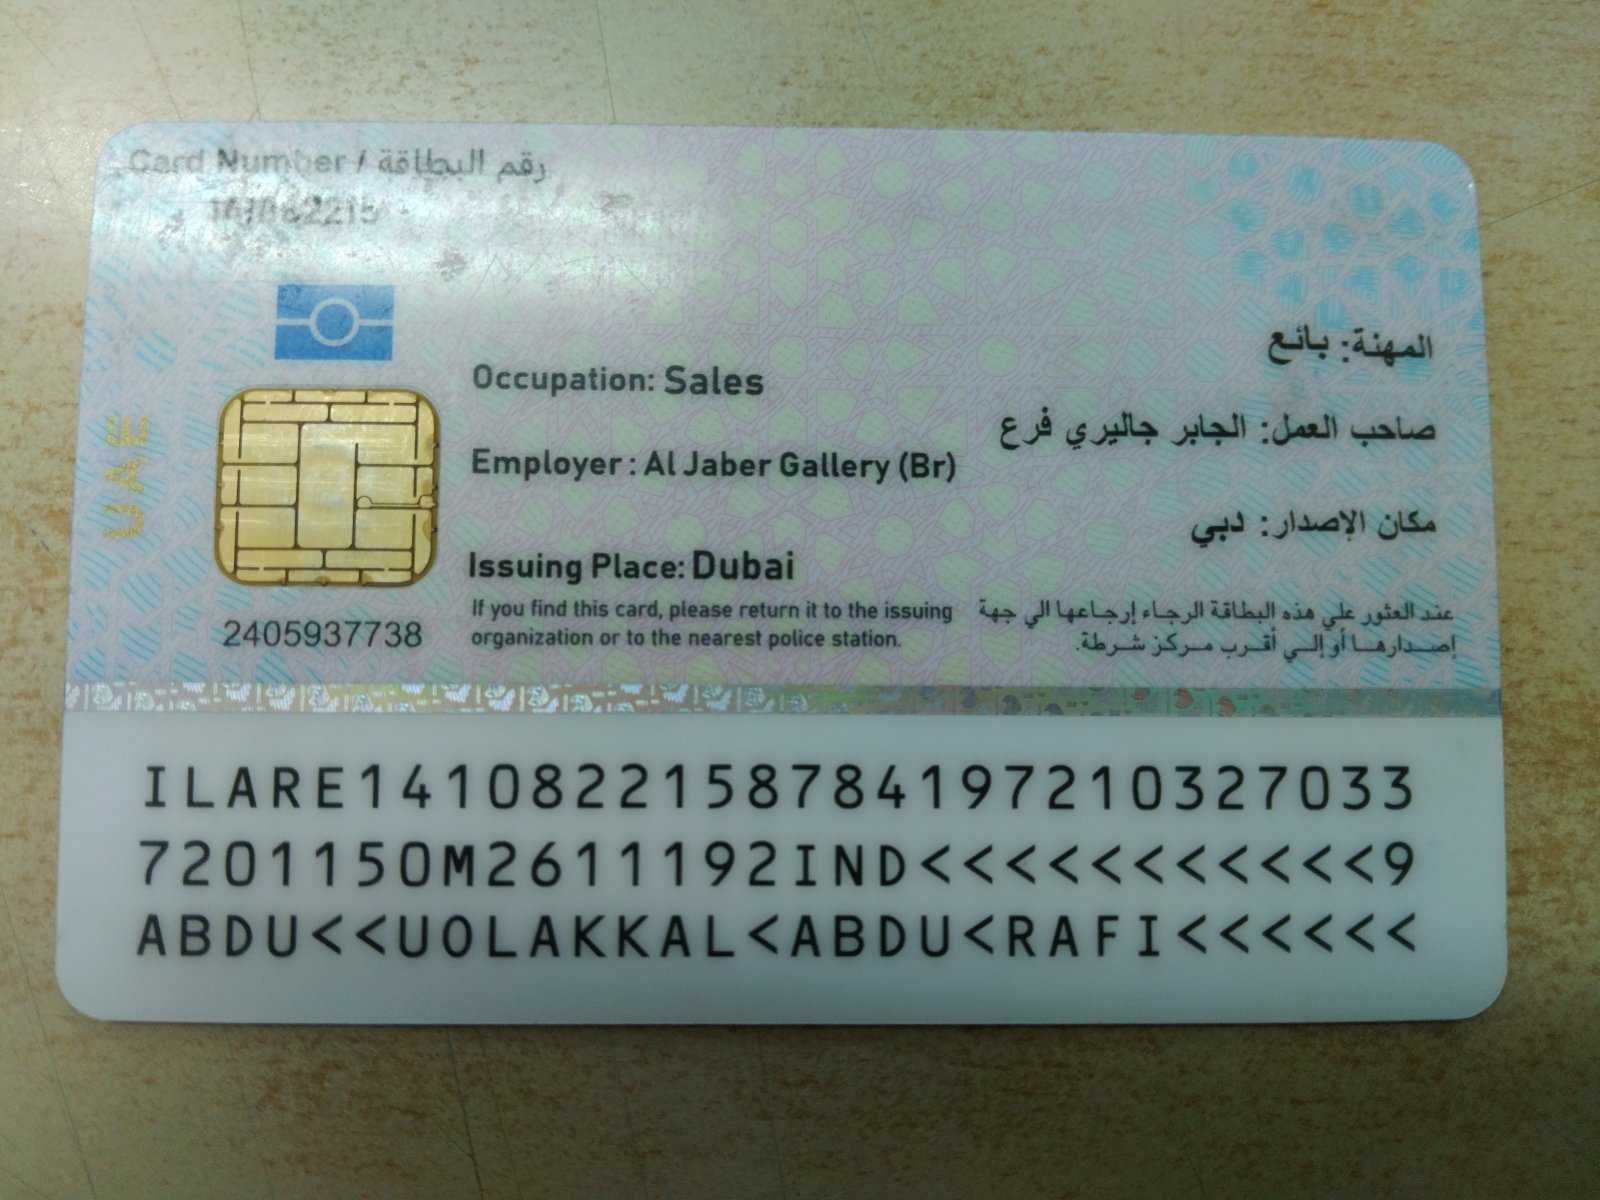 Card Number / رقم البطاقة
UAE
المهنة: بائع
Occupation: Sales
صاحب العمل: الجابر جاليري فرع
Employer : Al Jaber Gallery (Br)
مكان الإصدار: دبي
Issuing Place: Dubai
If you find this card, please return it to the issuing
organization or to the nearest police station.
عند العثور علي هذه البطاقة الرجاء إرجاعها الي جهة
إصدارها أو إلي أقرب مركز شرطة.
2405937738
ILARE1410822158784197210327033
7201150M2611192IND<<<<<<<<<<<9
ABDU<<UOLAKKAL<ABDU<RAFI<<<<<<